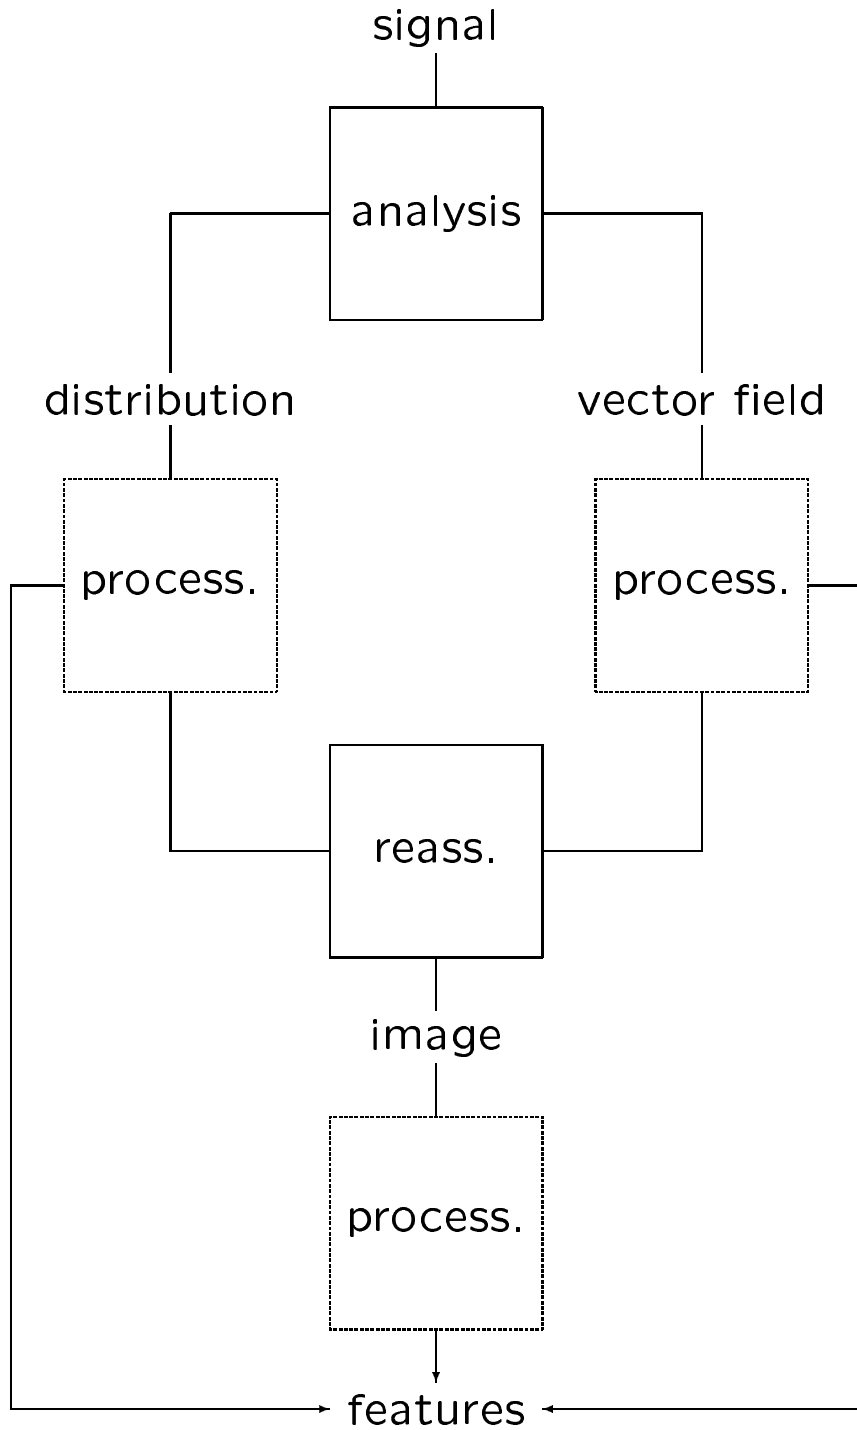 signal
analysis
distribution
vector field
process.
process.
reass.
image
process.
features